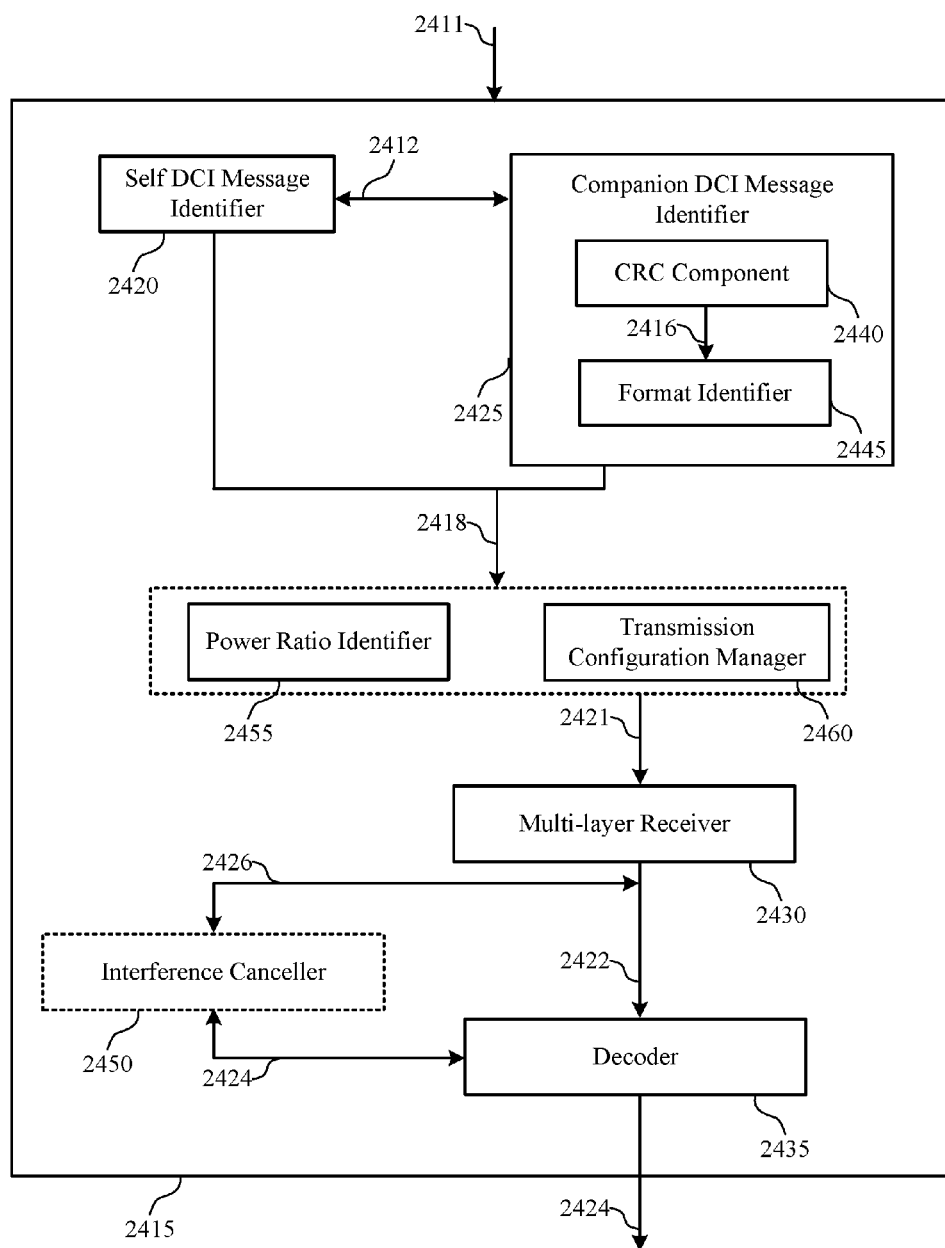 2411
2412
Self DCI Message
Identifier
2420
Companion DCI Message
Identifier
CRC Component
2440
2416
2425
Format Identifier
2445
2418
Power Ratio Identifier
2455
Transmission
Configuration Manager
2460
2421
Multi-layer Receiver
2430
2426
Interference Canceller
2450
2422
2424
Decoder
2435
2415
2424